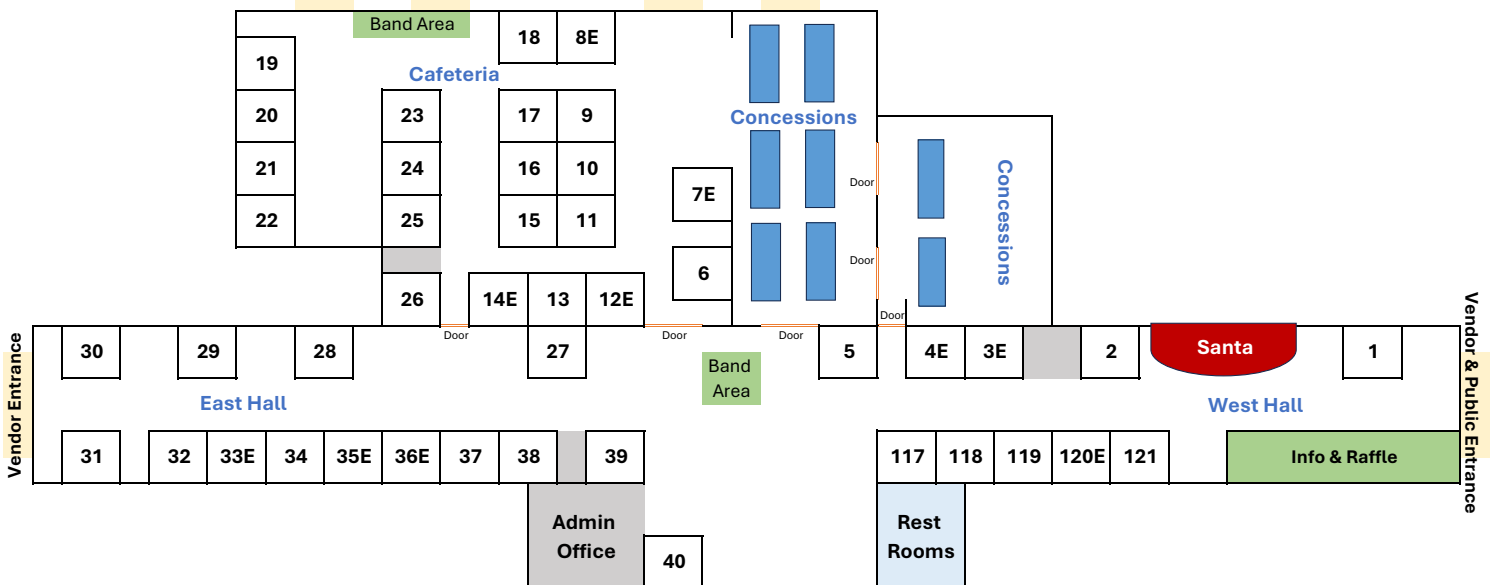 Band Area
18
8E
19
Cafeteria
20
23
17
9
Concessions
21
24
16
10
Door
Concessions
7E
22
25
15
11
Door
6
26
14E
13
12E
Door
Door
Door
Door
Vendor Entrance
30
29
28
27
Band
Area
5
4E
3E
2
Santa
1
Vendor & Public Entrance
East Hall
West Hall
31
32
33E
34
35E
36E
37
38
39
117
118
119
120E
121
Info & Raffle
Admin
Office
40
Rest
Rooms